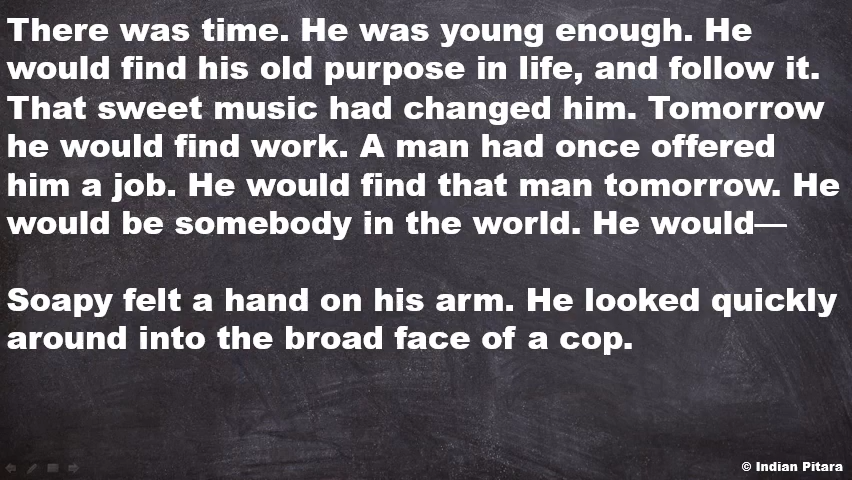 There was time. He was young enough. He
would find his old purpose in life, and follow it.
That sweet music had changed him. Tomorrow
he would find work. A man had once offered
him a job. He would find that man tomorrow. He
would be somebody in the world. He would—
Soapy felt a hand on his arm. He looked quickly
around into the broad face of a cop.
© Indian Pitara